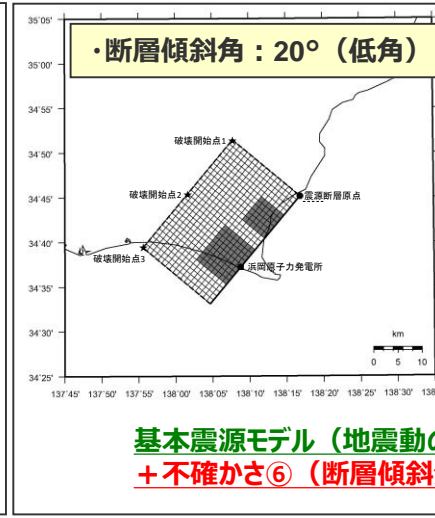 ・断層傾斜角：20°（低角）
35°05'
35°00'
34°55'
34°50'
34°45'
34°40'
34°35'
34°30'
34°25'
137°45' 137°50' 137°55' 138°00' 138°05' 138°10' 138°15' 138°20' 138°25' 138°30' 138
破壊開始点1
破壊開始点2
震源断層原点
破壊開始点3
浜岡原子力発電所
km
0 5 10
基本震源モデル（地震動の
＋不確かさ⑥（断層傾斜